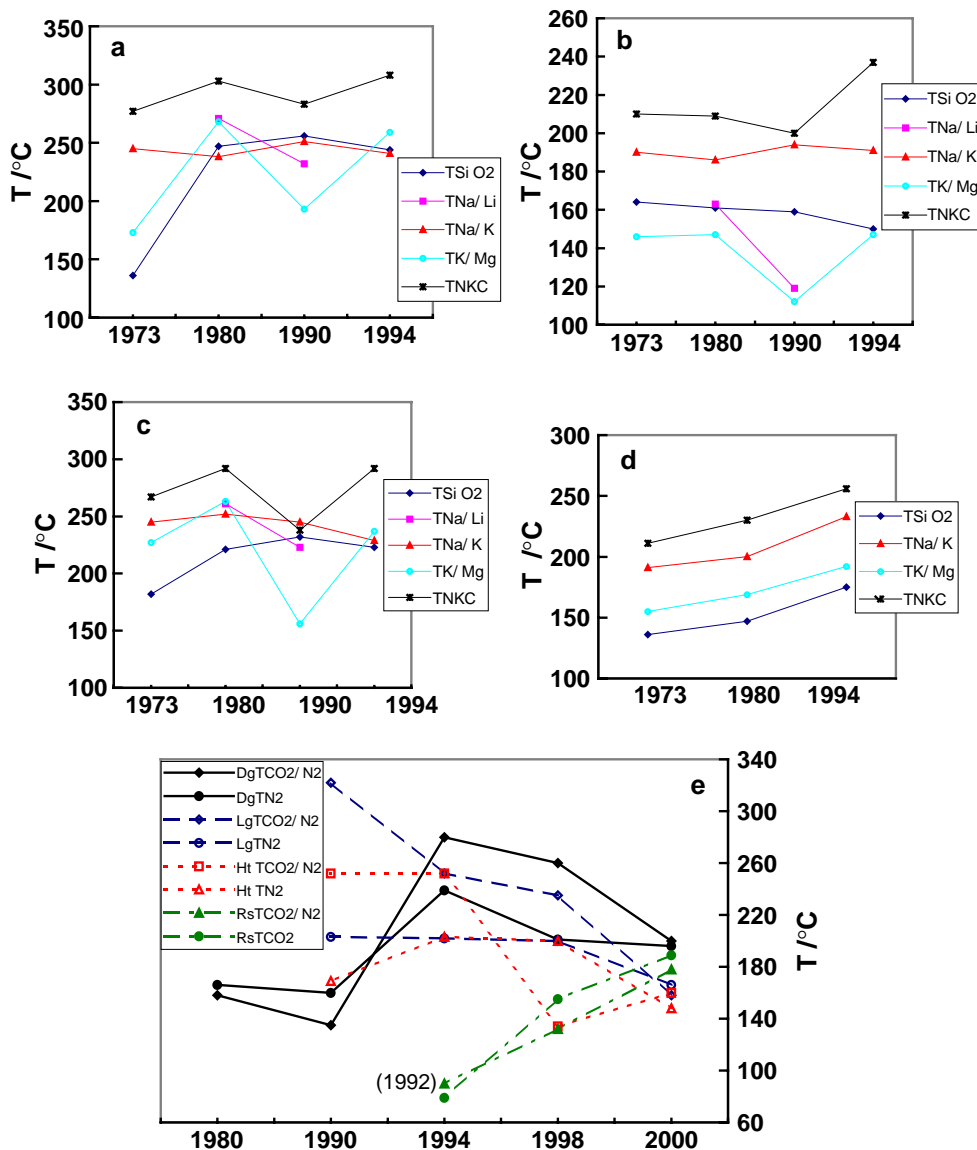 a
350
300
250
200
150
100
T /°C
1973 1980 1990 1994
TSi O2
TNa/ Li
TNa/ K
TK/ Mg
TNKC
b
260
240
220
200
180
160
140
120
100
T /°C
1973 1980 1990 1994
TSi O2
TNa/ Li
TNa/ K
TK/ Mg
TNKC
c
350
300
250
200
150
100
T /°C
1973 1980 1990 1994
TSi O2
TNa/ Li
TNa/ K
TK/ Mg
TNKC
d
300
250
200
150
100
T /°C
1973 1980 1994
TSi O2
TNa/ K
TK/ Mg
TNKC
e
DgTCO2/ N2
DgTN2
LgTCO2/ N2
LgTN2
Ht TCO2/ N2
Ht TN2
RsTCO2/ N2
RsTCO2
(1992)
340
300
260
220
180
140
100
60
T /°C
1980 1990 1994 1998 2000